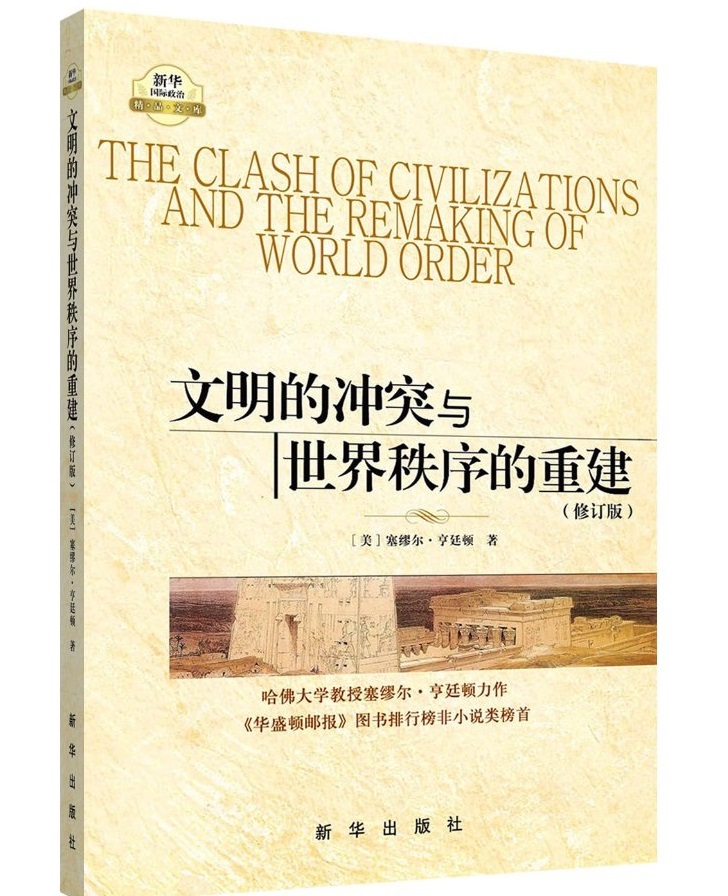 新华
国际政治
精·品·文·库
THE CLASH OF CIVILIZATIONS
AND THE REMAKING OF
WORLD ORDER
文明的冲突与
世界秩序的重建
（修订版）
［美］塞缪尔·亨廷顿 著
哈佛大学教授塞缪尔·亨廷顿力作
《华盛顿邮报》图书排行榜非小说类榜首
新华出版社
新华
文明的冲突与世界秩序的重建（修订版） ［美］塞缪尔·亨廷顿 著 新华出版社